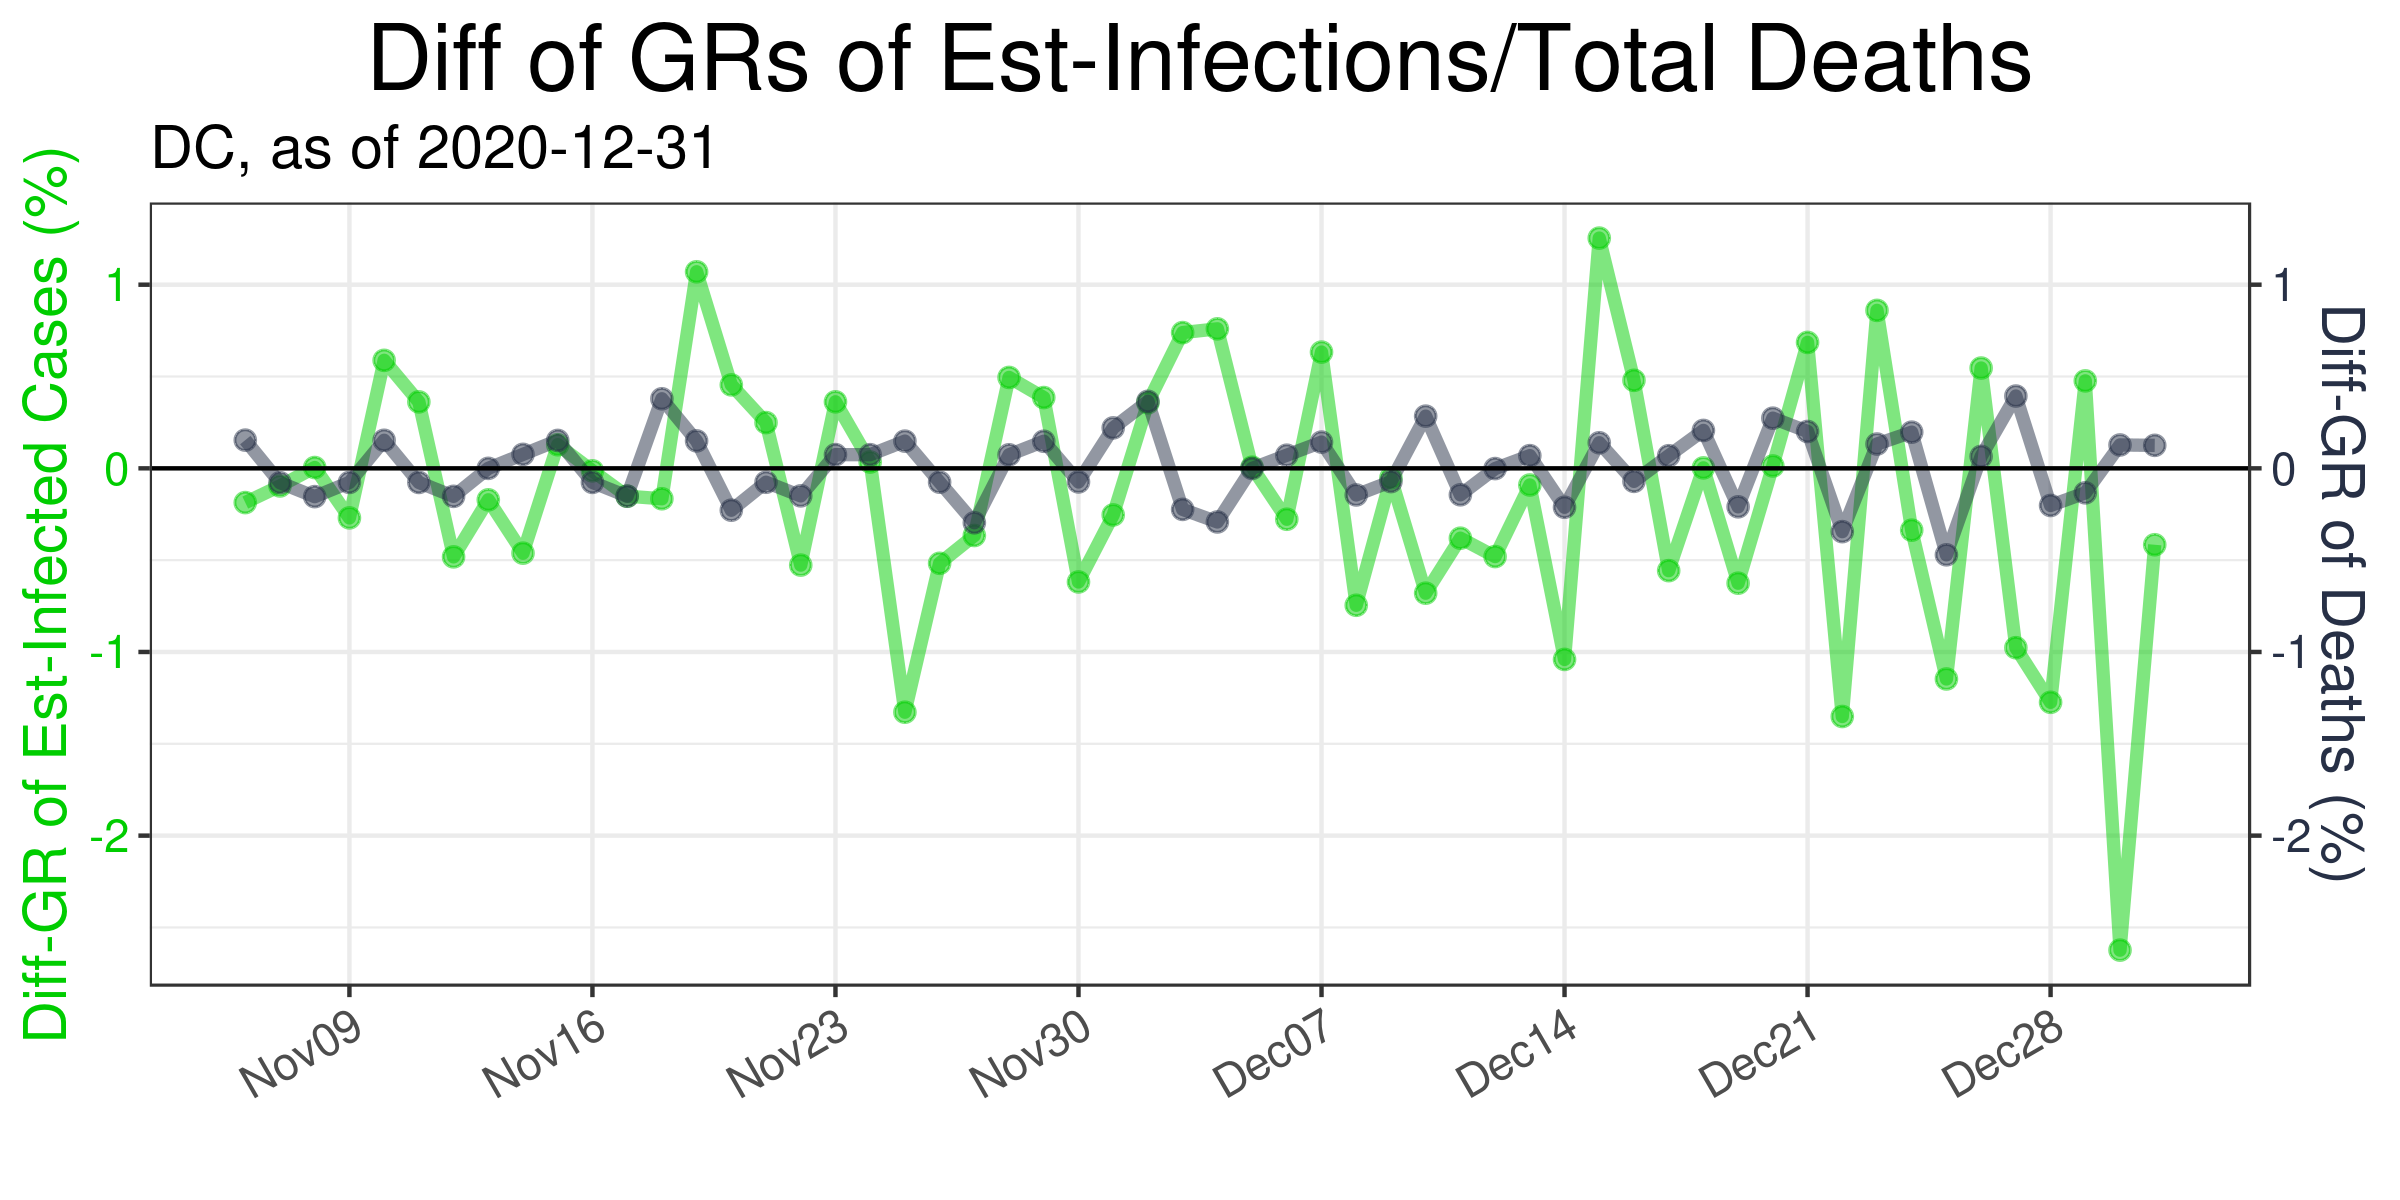 Diff of GRs of Est-Infections/Total Deaths
DC, as of 2020-12-31
Diff-GR of Est-Infected Cases (%)
1
0
-1
-2
1
0
-1
-2
Diff-GR of Deaths (%)
Nov09
Nov16
Nov23
Nov30
Dec07
Dec14
Dec21
Dec28